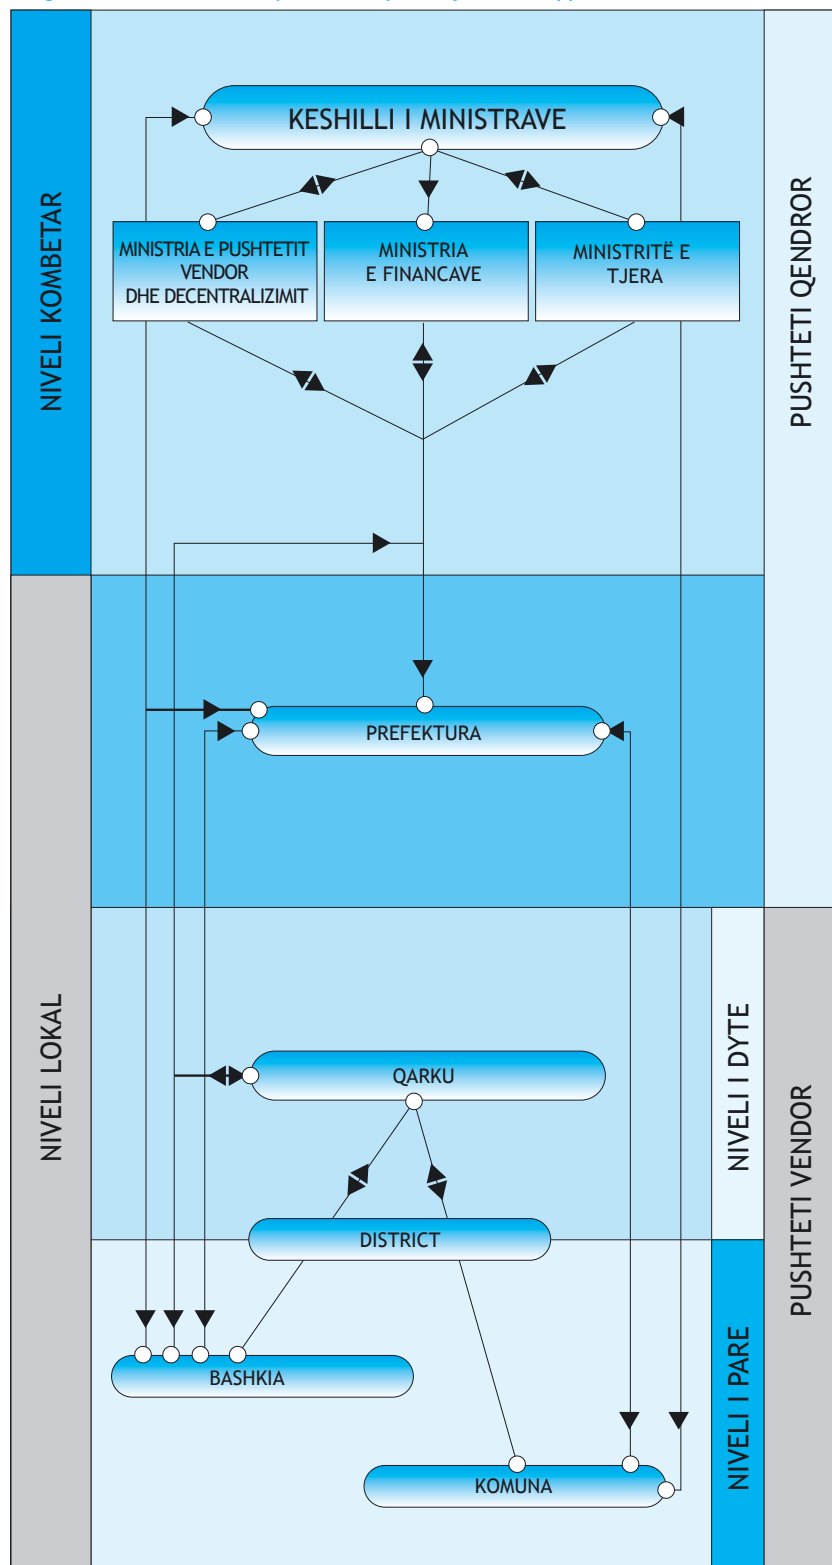 KESHILLI I MINISTRAVE
MINISTRIA E PUSHTETIT
VENDOR
DHE DECENTRALIZIMIT
MINISTRIA
E FINANCAVE
MINISTRITË E
TJERA
NIVELI KOMBETAR
PUSHTETI QENDROR
PREFEKTURA
NIVELI LOKAL
QARKU
NIVELI I DYTE
DISTRICT
PUSHTETI VENDOR
BASHKIA
NIVELI I PARE
KOMUNA